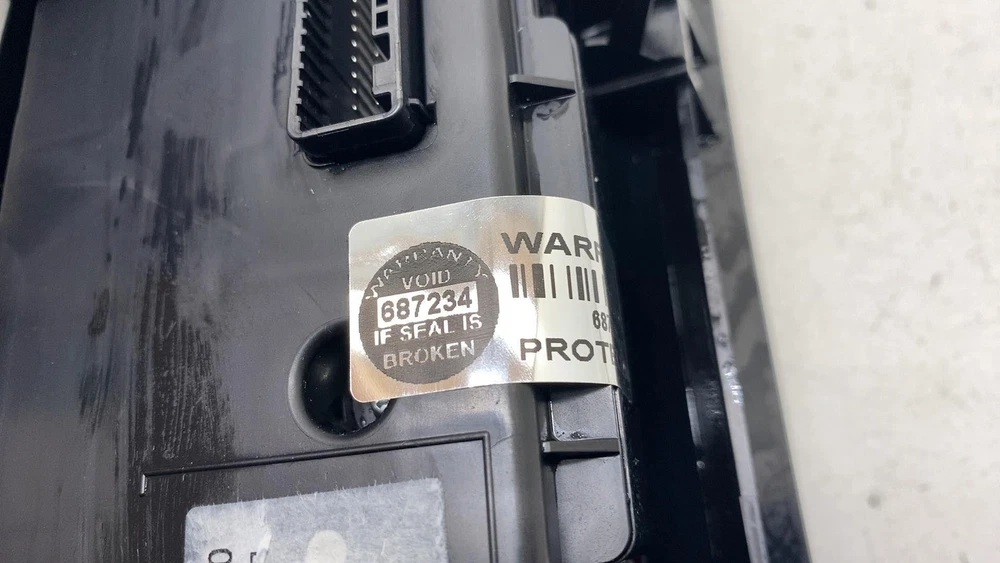 WARRANTY
VOID
687234
IF SEAL IS
BROKEN
WARR
687
PROTE